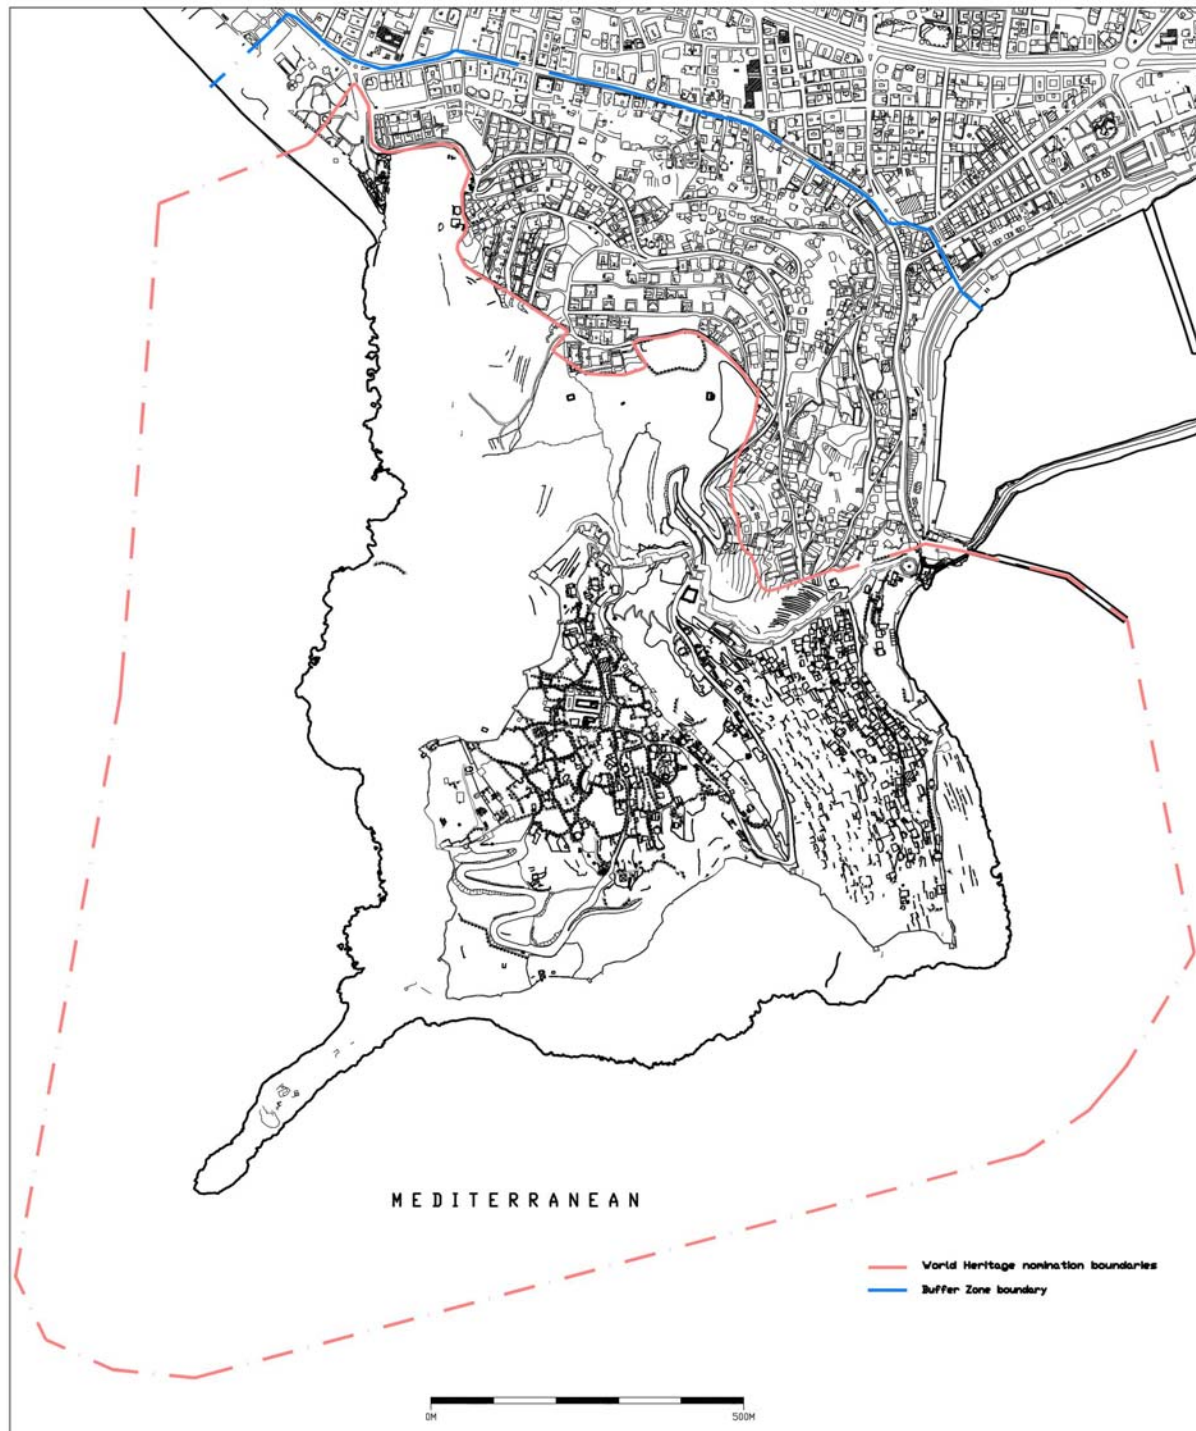 MEDITERRANEAN
World Heritage nomination boundaries
Buffer Zone boundary
0M
500M